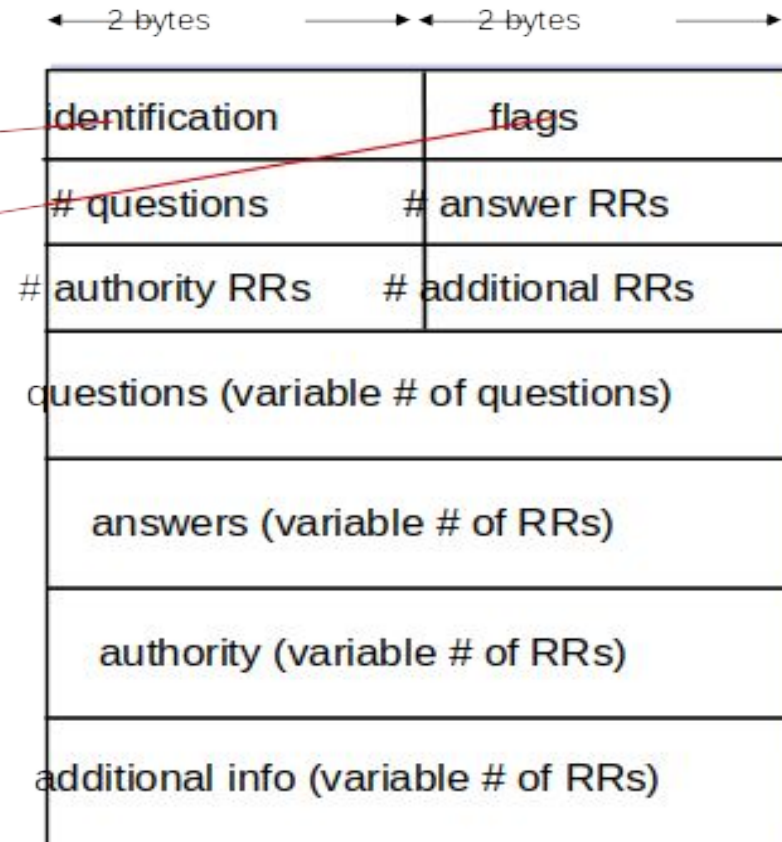 2 bytes 2 bytes
identification flags
# questions # answer RRs
# authority RRs # additional RRs
questions (variable # of questions)
answers (variable # of RRs)
authority (variable # of RRs)
additional info (variable # of RRs)